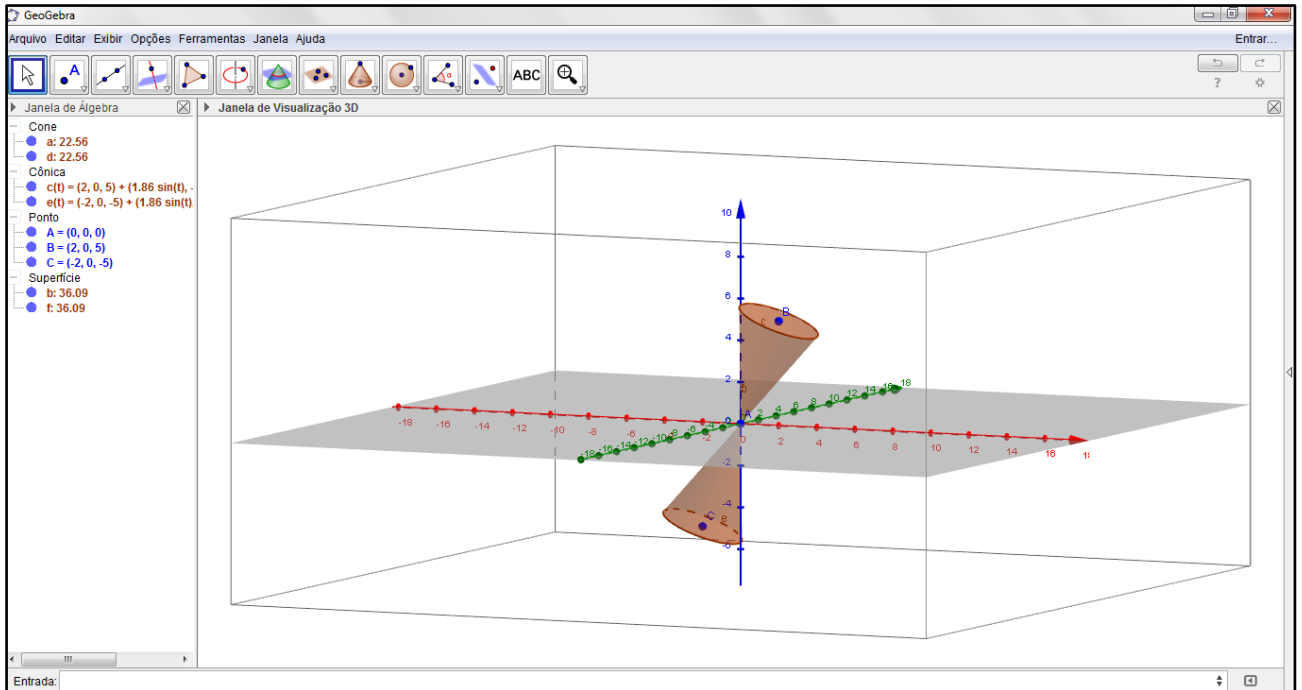 GeoGebra
Arquivo Editar Exibir Opções Ferramentas Janela Ajuda
Entrar...
A
α
ABC
?
Janela de Álgebra
Janela de Visualização 3D
Cone
a: 22.56
d: 22.56
Cônica
c(t) = (2, 0, 5) + (1.86 sin(t), -
e(t) = (-2, 0, -5) + (1.86 sin(t),
Ponto
A = (0, 0, 0)
B = (2, 0, 5)
C = (-2, 0, -5)
Superfície
b: 36.09
f: 36.09
10
8
6
4
2
0
-2
-4
-6
B
c
b
A
C
e
-18 -16 -14 -12 -10 -8 -6 -4 -2 0 2 4 6 8 10 12 14 16 18
-18 -16 -14 -12 -10 -8 -6 -4 -2 2 4 6 8 10 12 14 16 18
Entrada: